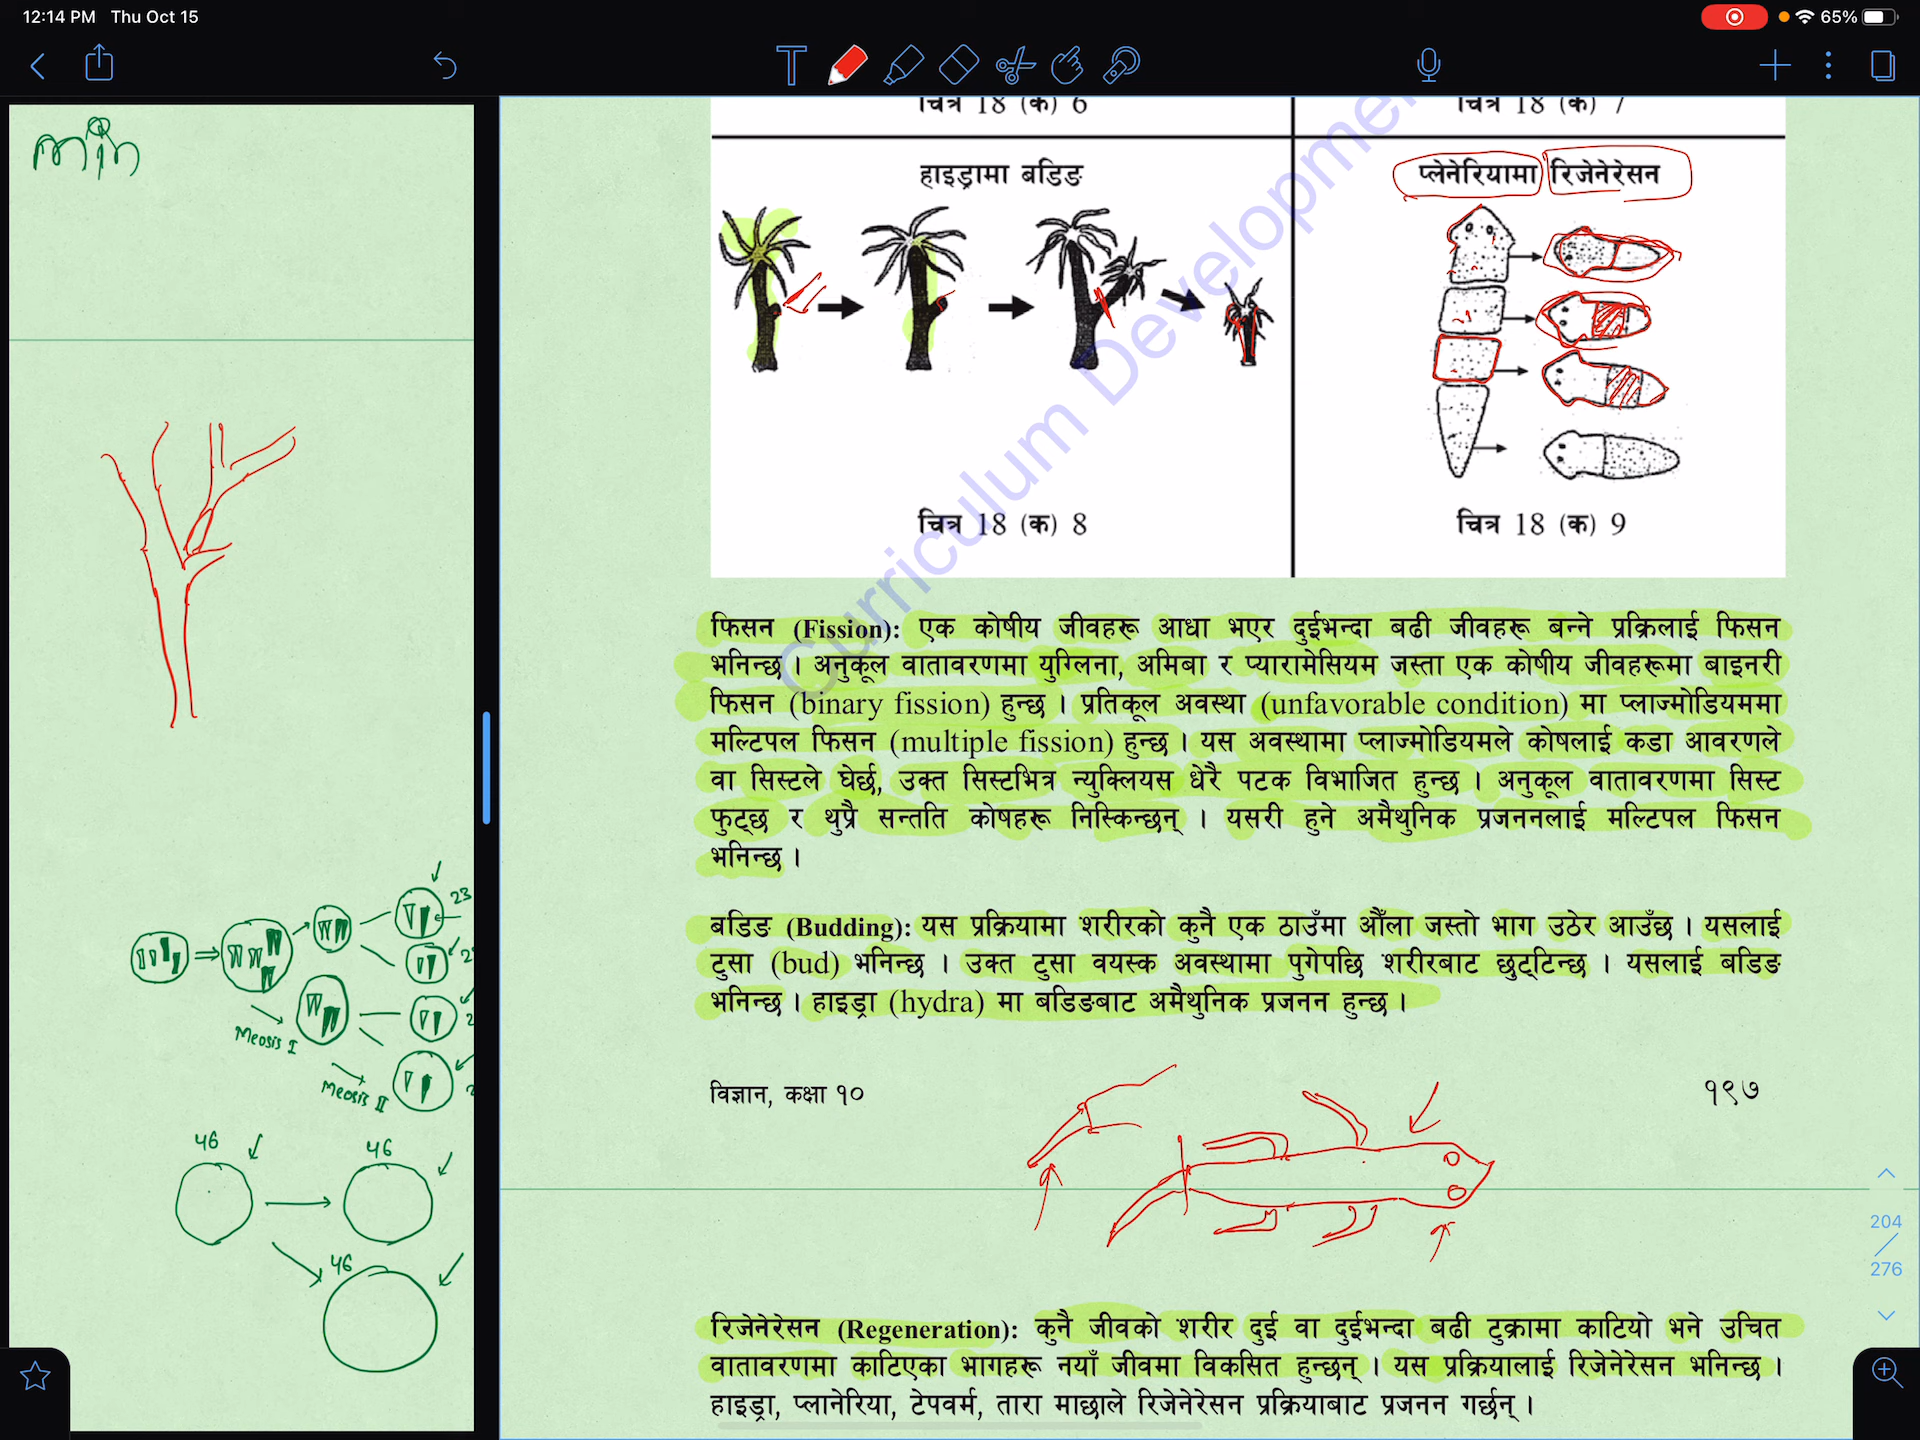 12:14 PM Thu Oct 15
65%
min
चित्र 18 (क) 6
चित्र 18 (क) 7
हाइड्रामा बडिङ
प्लेनेरियामा रिजेनेरेसन
चित्र 18 (क) 8
चित्र 18 (क) 9
Curriculum Development
फिसन (Fission): एक कोषीय जीवहरू आधा भएर दुईभन्दा बढी जीवहरू बन्ने प्रक्रिलाई फिसन
भनिन्छ । अनुकूल वातावरणमा युग्लिना, अमिबा र प्यारामेसियम जस्ता एक कोषीय जीवहरूमा बाइनरी
फिसन (binary fission) हुन्छ । प्रतिकूल अवस्था (unfavorable condition) मा प्लाज्मोडियममा
मल्टिपल फिसन (multiple fission) हुन्छ । यस अवस्थामा प्लाज्मोडियमले कोषलाई कडा आवरणले
वा सिस्टले घेर्छ, उक्त सिस्टभित्र न्युक्लियस धेरै पटक विभाजित हुन्छ । अनुकूल वातावरणमा सिस्ट
फुट्छ र थुप्रै सन्तति कोषहरू निस्किन्छन् । यसरी हुने अमैथुनिक प्रजननलाई मल्टिपल फिसन
भनिन्छ ।
बडिङ (Budding): यस प्रक्रियामा शरीरको कुनै एक ठाउँमा औँला जस्तो भाग उठेर आउँछ । यसलाई
टुसा (bud) भनिन्छ । उक्त टुसा वयस्क अवस्थामा पुगेपछि शरीरबाट छुट्टिन्छ । यसलाई बडिङ
भनिन्छ । हाइड्रा (hydra) मा बडिङबाट अमैथुनिक प्रजनन हुन्छ ।
विज्ञान, कक्षा १०
१९७
रिजेनेरेसन (Regeneration): कुनै जीवको शरीर दुई वा दुईभन्दा बढी टुक्रामा काटियो भने उचित
वातावरणमा काटिएका भागहरू नयाँ जीवमा विकसित हुन्छन् । यस प्रक्रियालाई रिजेनेरेसन भनिन्छ ।
हाइड्रा, प्लानेरिया, टेपवर्म, तारा माछाले रिजेनेरेसन प्रक्रियाबाट प्रजनन गर्छन् ।
23
Meosis I
Meosis II
46
46
46
204
276